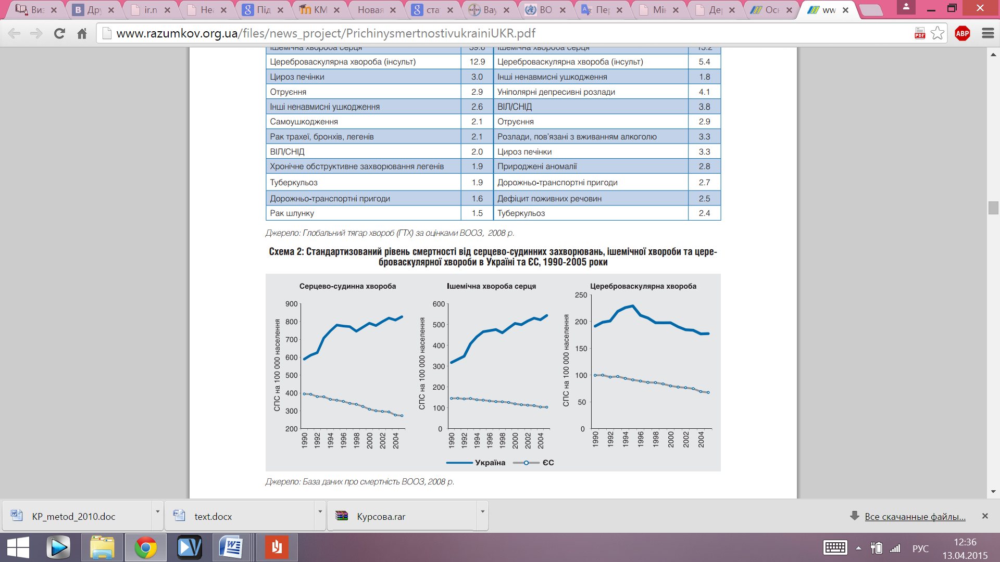 Виз
Дру
ir.n
Нес
Під
КМ
Новая
ста
Bay
ВО
Пер
Мін
Дер
Осн
ww
www.razumkov.org.ua/files/news_project/PrichinysmertnostivukrainiUKR.pdf
Ішемічна хвороба серця 39.6 Ішемічна хвороба серця 15.2
Цереброваскулярна хвороба (інсульт) 12.9 Цереброваскулярна хвороба (інсульт) 5.4
Цироз печінки 3.0 Інші ненавмисні ушкодження 1.8
Отруєння 2.9 Уніполярні депресивні розлади 4.1
Інші ненавмисні ушкодження 2.6 ВІЛ/СНІД 3.8
Самоушкодження 2.1 Отруєння 2.9
Рак трахеї, бронхів, легенів 2.1 Розлади, пов'язані з вживанням алкоголю 3.3
ВІЛ/СНІД 2.0 Цироз печінки 3.3
Хронічне обструктивне захворювання легенів 1.9 Природжені аномалії 2.8
Туберкульоз 1.9 Дорожньо-транспортні пригоди 2.7
Дорожньо-транспортні пригоди 1.6 Дефіцит поживних речовин 2.5
Рак шлунку 1.5 Туберкульоз 2.4
Джерело: Глобальний тягар хвороб (ГТХ) за оцінками ВООЗ, 2008 р.
Схема 2: Стандартизований рівень смертності від серцево-судинних захворювань, ішемічної хвороби та цере-
броваскулярної хвороби в Україні та ЄС, 1990-2005 роки
Серцево-судинна хвороба
СПС на 100 000 населення
900
800
700
600
500
400
300
200
1990 1992 1994 1996 1998 2000 2002 2004
Ішемічна хвороба серця
СПС на 100 000 населення
600
500
400
300
200
100
0
1990 1992 1994 1996 1998 2000 2002 2004
Цереброваскулярна хвороба
СПС на 100 000 населення
250
200
150
100
50
0
1990 1992 1994 1996 1998 2000 2002 2004
Україна ЄС
Джерело: База даних про смертність ВООЗ, 2008 р.
KP_metod_2010.doc
text.docx
Курсова.rar
Все скачанные файлы...
РУС
12:36
13.04.2015